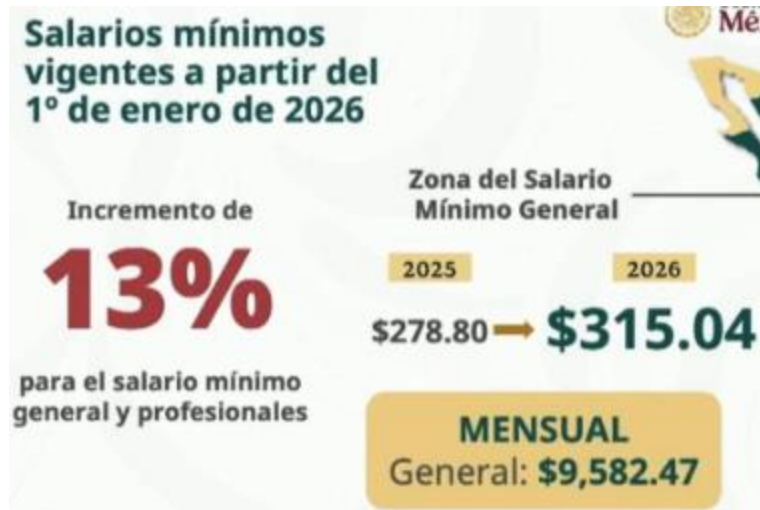 Salarios mínimos
vigentes a partir del
1º de enero de 2026
Incremento de
13%
para el salario mínimo
general y profesionales
Zona del Salario
Mínimo General
2025
2026
$278.80
$315.04
MENSUAL
General: $9,582.47